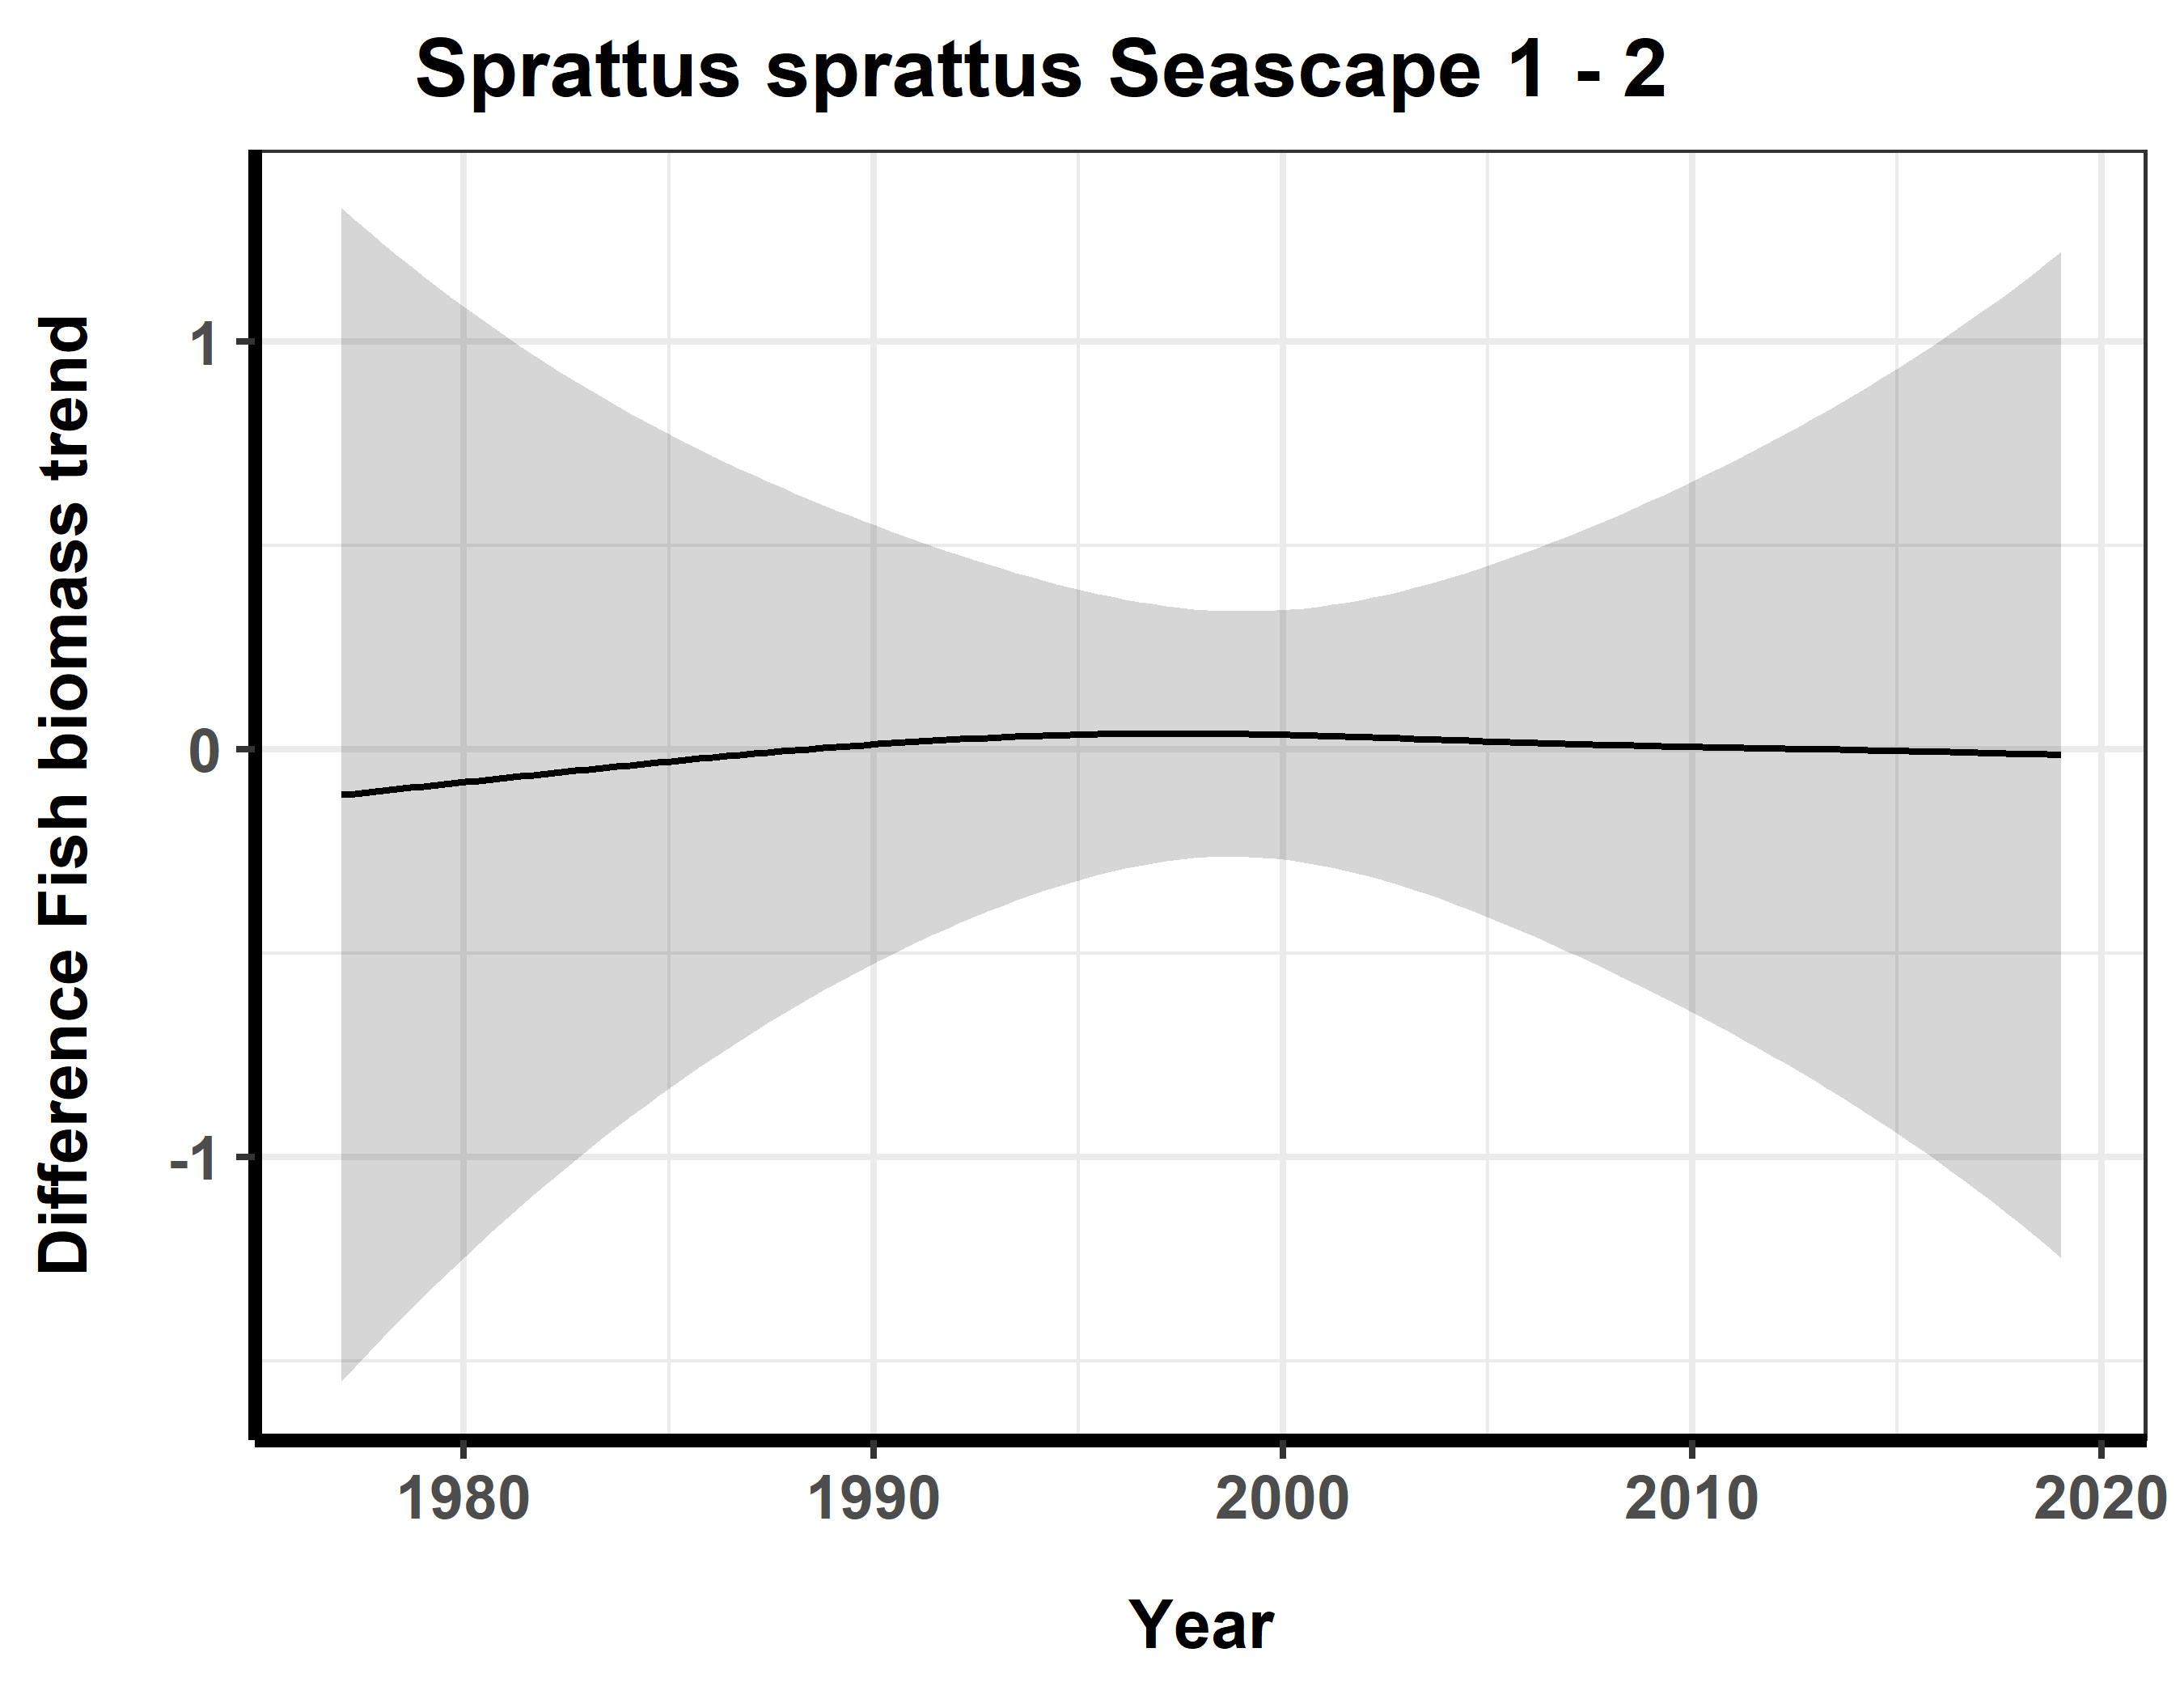 Sprattus sprattus Seascape 1 - 2
Difference Fish biomass trend
1
0
-1
1980 1990 2000 2010 2020
Year